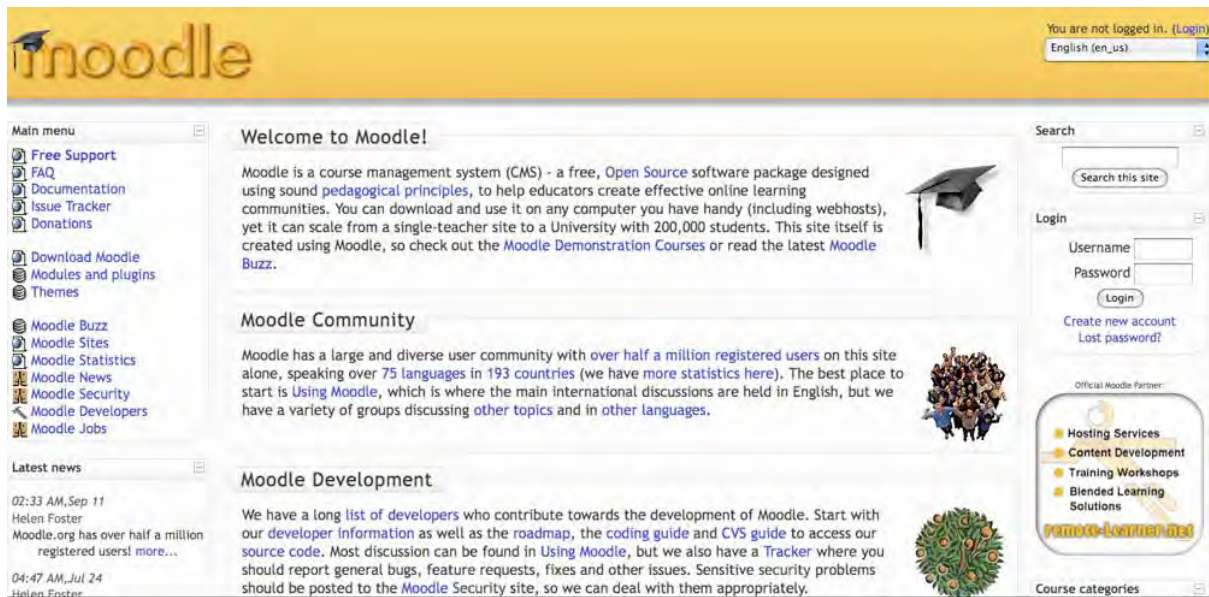 moodle
You are not logged in. (Login)
English (en_us)
Main menu
Free Support
FAQ
Documentation
Issue Tracker
Donations
Download Moodle
Modules and plugins
Themes
Moodle Buzz
Moodle Sites
Moodle Statistics
Moodle News
Moodle Security
Moodle Developers
Moodle Jobs
Latest news
02:33 AM,Sep 11
Helen Foster
Moodle.org has over half a million
registered users! more...
04:47 AM,Jul 24
Helen Foster
Welcome to Moodle!
Moodle is a course management system (CMS) - a free, Open Source software package designed
using sound pedagogical principles, to help educators create effective online learning
communities. You can download and use it on any computer you have handy (including webhosts),
yet it can scale from a single-teacher site to a University with 200,000 students. This site itself is
created using Moodle, so check out the Moodle Demonstration Courses or read the latest Moodle
Buzz.
Moodle Community
Moodle has a large and diverse user community with over half a million registered users on this site
alone, speaking over 75 languages in 193 countries (we have more statistics here). The best place to
start is Using Moodle, which is where the main international discussions are held in English, but we
have a variety of groups discussing other topics and in other languages.
Moodle Development
We have a long list of developers who contribute towards the development of Moodle. Start with
our developer information as well as the roadmap, the coding guide and CVS guide to access our
source code. Most discussion can be found in Using Moodle, but we also have a Tracker where you
should report general bugs, feature requests, fixes and other issues. Sensitive security problems
should be posted to the Moodle Security site, so we can deal with them appropriately.
Search
Search this site
Login
Username
Password
Login
Create new account
Lost password?
Official Moodle Partner:
Hosting Services
Content Development
Training Workshops
Blended Learning
Solutions
remote-Learner.net
Course categories